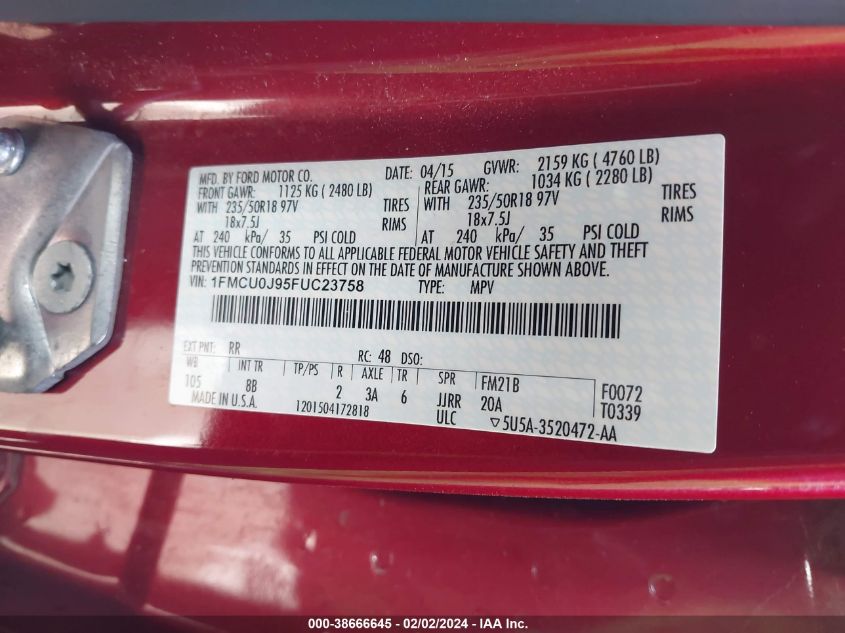 MFD. BY FORD MOTOR CO.
DATE: 04/15 GVWR: 2159 KG ( 4760 LB)
FRONT GAWR: 1125 KG ( 2480 LB) REAR GAWR: 1034 KG ( 2280 LB)
WITH 235/50R18 97V TIRES WITH 235/50R18 97V TIRES
18x7.5J RIMS 18x7.5J RIMS
AT 240 kPa/ 35 PSI COLD AT 240 kPa/ 35 PSI COLD
THIS VEHICLE CONFORMS TO ALL APPLICABLE FEDERAL MOTOR VEHICLE SAFETY AND THEFT
PREVENTION STANDARDS IN EFFECT ON THE DATE OF MANUFACTURE SHOWN ABOVE.
VIN: 1FMCU0J95FUC23758 TYPE: MPV
EXT PNT: RR RC: 48 DSO:
WB INT TR TP/PS R AXLE TR SPR FM21B F0072
105 8B 2 3A 6 JJRR 20A T0339
MADE IN U.S.A. 1201504172818 ULC ▽5U5A-3520472-AA
000-38666645 - 02/02/2024 - IAA Inc.